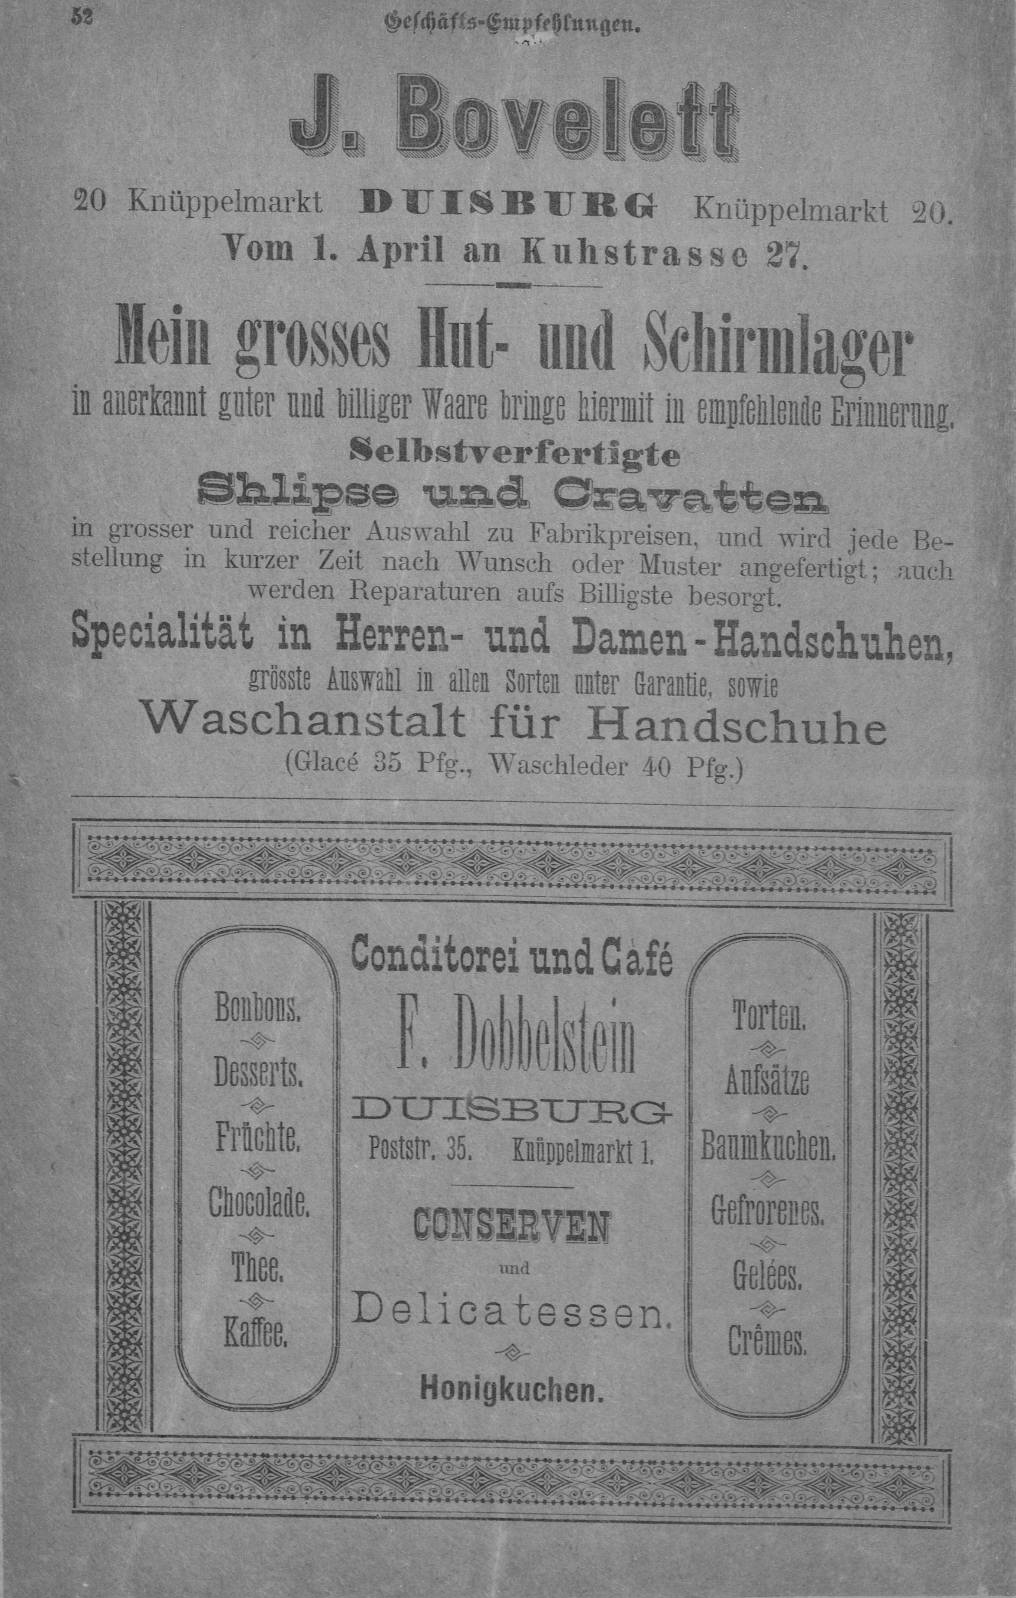 52
Geschäfts-Empfehlungen.
J. Bovelett
20 Knüppelmarkt DUISBURG Knüppelmarkt 20.
Vom 1. April an Kuhstrasse 27.
Mein grosses Hut- und Schirmlager
in anerkannt guter und billiger Waare bringe hiermit in empfehlende Erinnerung.
Selbstverfertigte
Shlipse und Cravatten
in grosser und reicher Auswahl zu Fabrikpreisen, und wird jede Be-
stellung in kurzer Zeit nach Wunsch oder Muster angefertigt; auch
werden Reparaturen aufs Billigste besorgt.
Specialität in Herren- und Damen-Handschuhen,
grösste Auswahl in allen Sorten unter Garantie, sowie
Waschanstalt für Handschuhe
(Glacé 35 Pfg., Waschleder 40 Pfg.)
Bonbons.
Desserts.
Früchte.
Chocolade.
Thee.
Kaffee.
Conditorei und Café
F. Dobbelstein
DUISBURG
Poststr. 35. Knüppelmarkt 1.
CONSERVEN
und
Delicatessen.
Honigkuchen.
Torten.
Aufsätze
Baumkuchen.
Gefrorenes.
Gelées.
Crêmes.